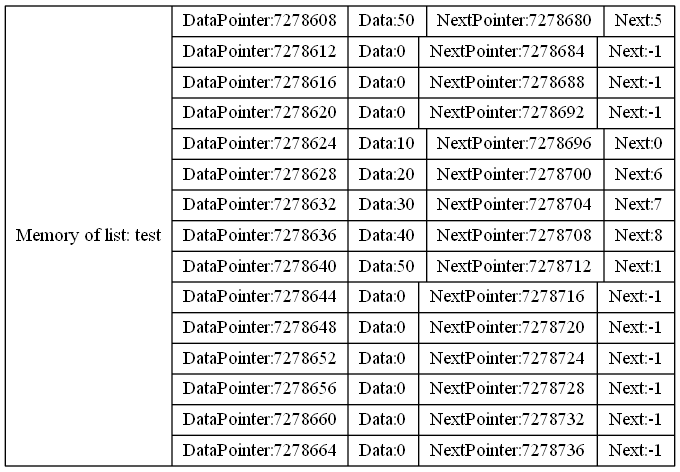 DataPointer:7278608 Data:50 NextPointer:7278680 Next:5
DataPointer:7278612 Data:0 NextPointer:7278684 Next:-1
DataPointer:7278616 Data:0 NextPointer:7278688 Next:-1
DataPointer:7278620 Data:0 NextPointer:7278692 Next:-1
DataPointer:7278624 Data:10 NextPointer:7278696 Next:0
DataPointer:7278628 Data:20 NextPointer:7278700 Next:6
DataPointer:7278632 Data:30 NextPointer:7278704 Next:7
Memory of list: test DataPointer:7278636 Data:40 NextPointer:7278708 Next:8
DataPointer:7278640 Data:50 NextPointer:7278712 Next:1
DataPointer:7278644 Data:0 NextPointer:7278716 Next:-1
DataPointer:7278648 Data:0 NextPointer:7278720 Next:-1
DataPointer:7278652 Data:0 NextPointer:7278724 Next:-1
DataPointer:7278656 Data:0 NextPointer:7278728 Next:-1
DataPointer:7278660 Data:0 NextPointer:7278732 Next:-1
DataPointer:7278664 Data:0 NextPointer:7278736 Next:-1